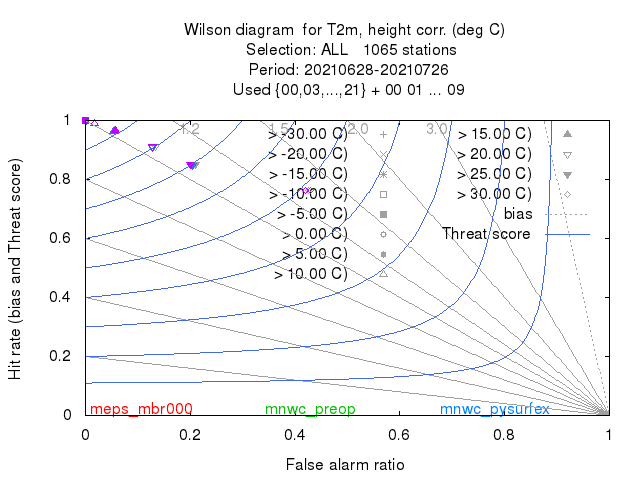 Wilson diagram  for T2m, height corr. (deg C)
Selection: ALL   1065 stations
Period: 20210628-20210726
Used {00,03,...,21} + 00 01 ... 09
Hit rate (bias and Threat score)
1
0.8
0.6
0.4
0.2
0
1.2
1.5
2.0
3.0
> -30.00 C)
> -20.00 C)
> -15.00 C)
> -10.00 C)
> -5.00 C)
> 0.00 C)
> 5.00 C)
> 10.00 C)
> 15.00 C)
> 20.00 C)
> 25.00 C)
> 30.00 C)
bias
Threat score
meps_mbr000
mnwc_preop
mnwc_pysurfex
0
0.2
0.4
0.6
0.8
1
False alarm ratio